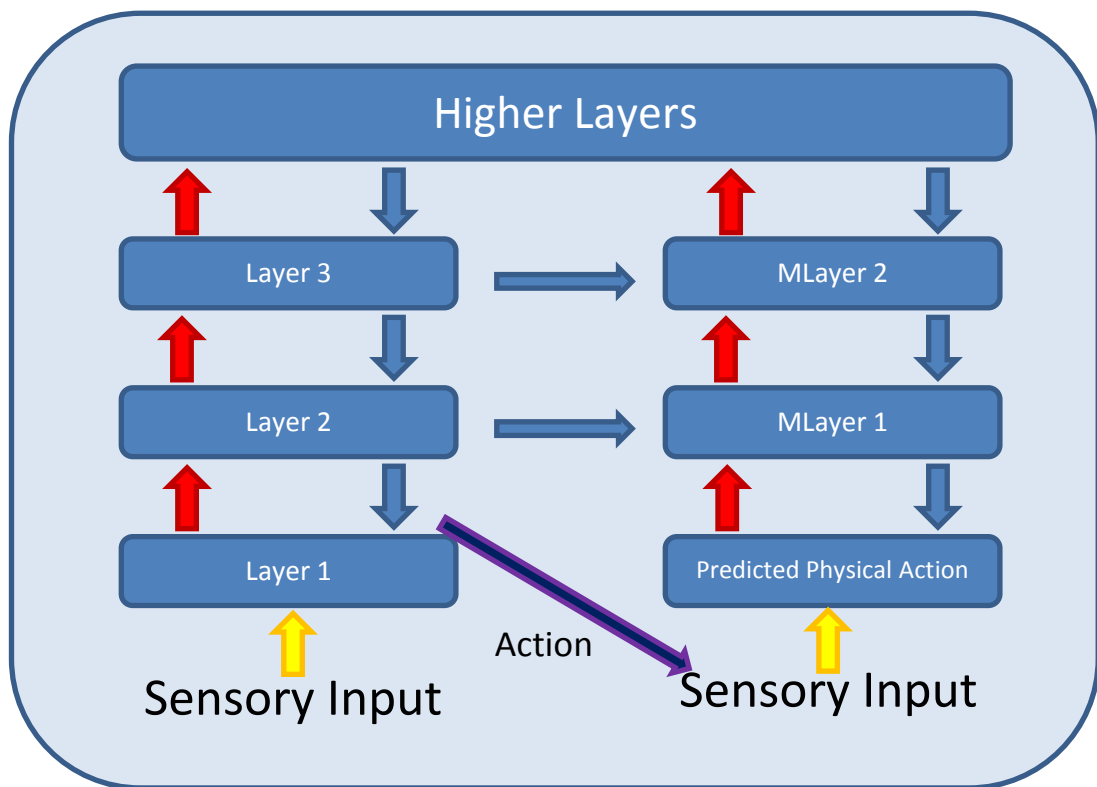 Higher Layers
Layer 3
MLayer 2
Layer 2
MLayer 1
Layer 1
Predicted Physical Action
Action
Sensory Input
Sensory Input